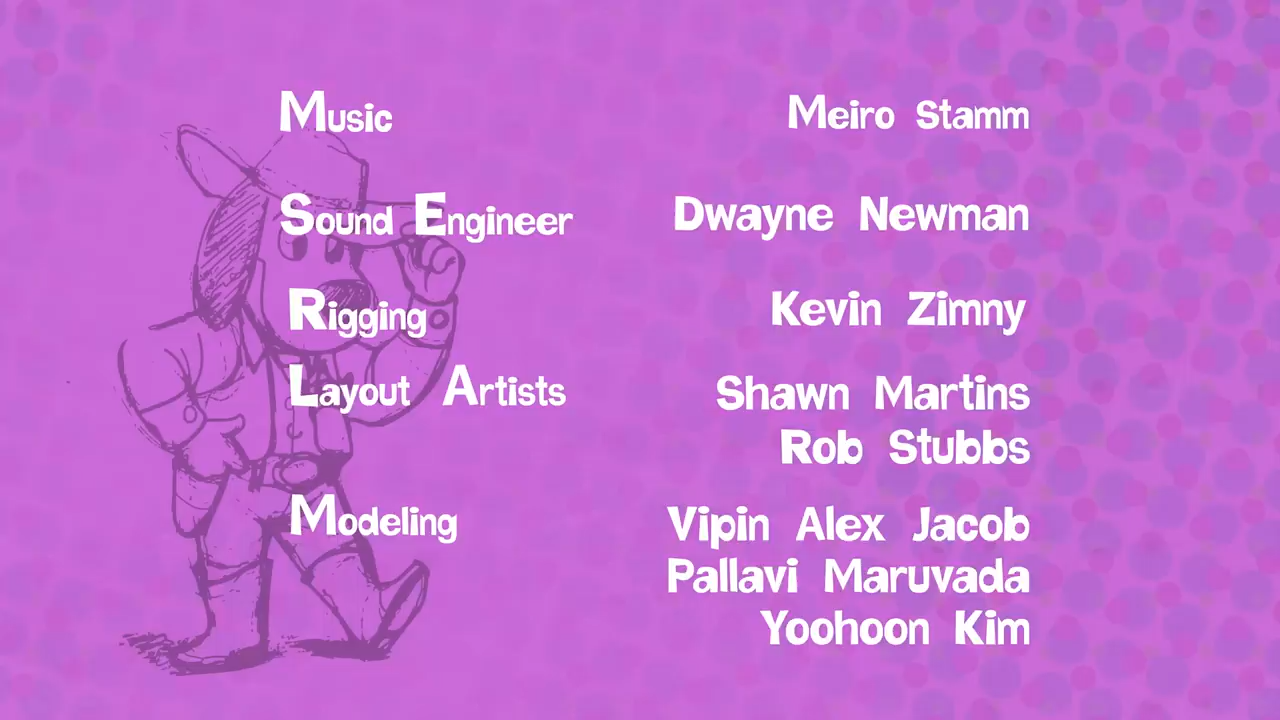 Music Meiro Stamm
Sound Engineer Dwayne Newman
Rigging Kevin Zimny
Layout Artists Shawn Martins
Rob Stubbs
Modeling Vipin Alex Jacob
Pallavi Maruvada
Yoohoon Kim